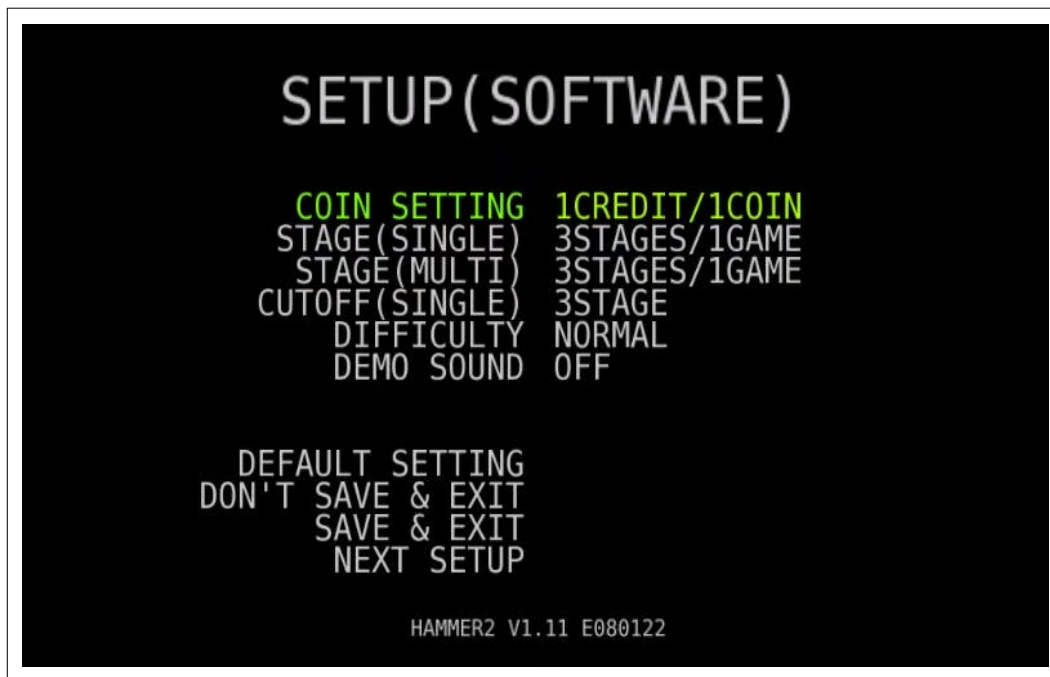 SETUP(SOFTWARE)
COIN SETTING 1CREDIT/1COIN
STAGE(SINGLE) 3STAGES/1GAME
STAGE(MULTI) 3STAGES/1GAME
CUTOFF(SINGLE) 3STAGE
DIFFICULTY NORMAL
DEMO SOUND OFF
DEFAULT SETTING
DON'T SAVE & EXIT
SAVE & EXIT
NEXT SETUP
HAMMER2 V1.11 E080122